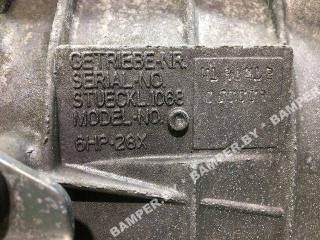 GETRIEBE-NR.
SERIAL-NO.
STUECKL.1068
MODEL-NO.
6HP-28X
BAMPER.BY - BAMPER.BY